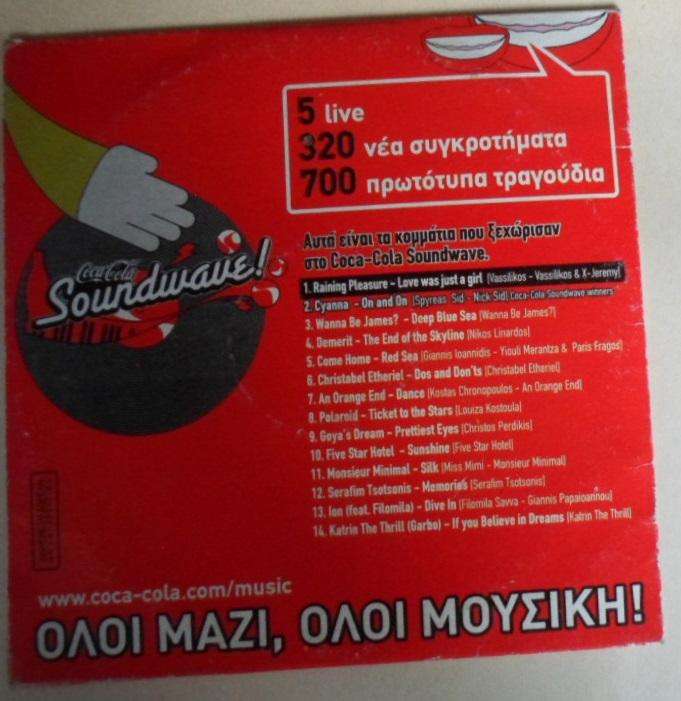 5 live
320 νέα συγκροτήματα
700 πρωτότυπα τραγούδια
Αυτά είναι τα κομμάτια που ξεχώρισαν
στο Coca-Cola Soundwave.
Coca-Cola
Soundwave!
1. Raining Pleasure - Love was just a girl (Vassilikos - Vassilikos & X-Jeremy)
2. Cyanna - On and On (Spyreas Sid - Nick Sid) Coca-Cola Soundwave winners
3. Wanna Be James? - Deep Blue Sea (Wanna Be James?)
4. Demerit - The End of the Skyline (Nikos Linardos)
5. Come Home - Red Sea (Giannis Ioannidis - Yiouli Merantza & Paris Fragos)
6. Christabel Etheriel - Dos and Don'ts (Christabel Etheriel)
7. An Orange End - Dance (Kostas Chronopoulos - An Orange End)
8. Polaroid - Ticket to the Stars (Louiza Kostoula)
9. Goya's Dream - Prettiest Eyes (Christos Perdikis)
10. Five Star Hotel - Sunshine (Five Star Hotel)
11. Monsieur Minimal - Silk (Miss Mimi - Monsieur Minimal)
12. Serafim Tsotsonis - Memorie's (Serafim Tsotsonis)
13. Ion (feat. Filomila) - Dive In (Filomila Savva - Giannis Papaioannou)
14. Katrin The Thrill (Garbo) - If you Believe in Dreams (Katrin The Thrill)
www.coca-cola.com/music
ΟΛΟΙ ΜΑΖΙ, ΟΛΟΙ ΜΟΥΣΙΚΗ!